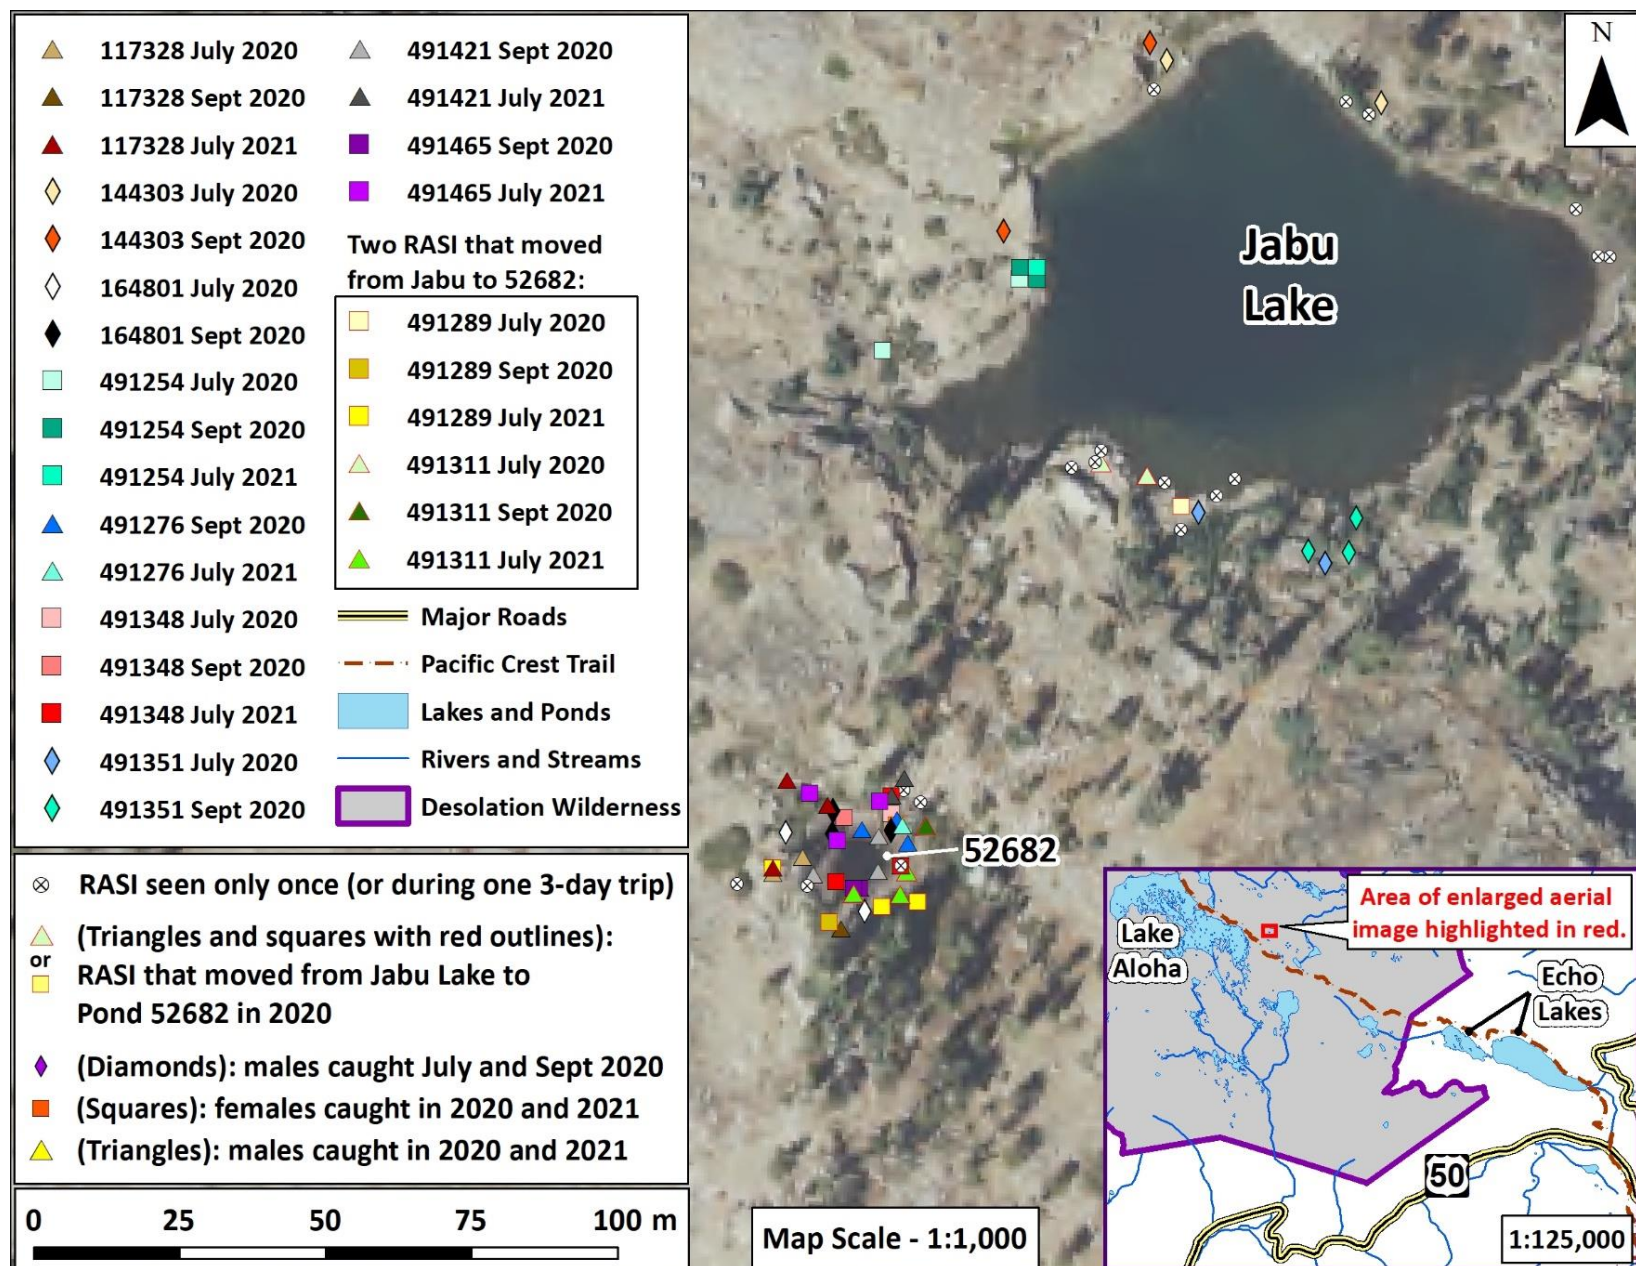 117328 July 2020
117328 Sept 2020
117328 July 2021
144303 July 2020
144303 Sept 2020
164801 July 2020
164801 Sept 2020
491254 July 2020
491254 Sept 2020
491254 July 2021
491276 Sept 2020
491276 July 2021
491348 July 2020
491348 Sept 2020
491348 July 2021
491351 July 2020
491351 Sept 2020
491421 Sept 2020
491421 July 2021
491465 Sept 2020
491465 July 2021
Two RASI that moved
from Jabu to 52682:
491289 July 2020
491289 Sept 2020
491289 July 2021
491311 July 2020
491311 Sept 2020
491311 July 2021
Major Roads
Pacific Crest Trail
Lakes and Ponds
Rivers and Streams
Desolation Wilderness
RASI seen only once (or during one 3-day trip)
(Triangles and squares with red outlines):
or
RASI that moved from Jabu Lake to
Pond 52682 in 2020
(Diamonds): males caught July and Sept 2020
(Squares): females caught in 2020 and 2021
(Triangles): males caught in 2020 and 2021
0 25 50 75 100 m
N
Jabu
Lake
52682
Map Scale - 1:1,000
Area of enlarged aerial
image highlighted in red.
Lake
Aloha
Echo
Lakes
50
1:125,000